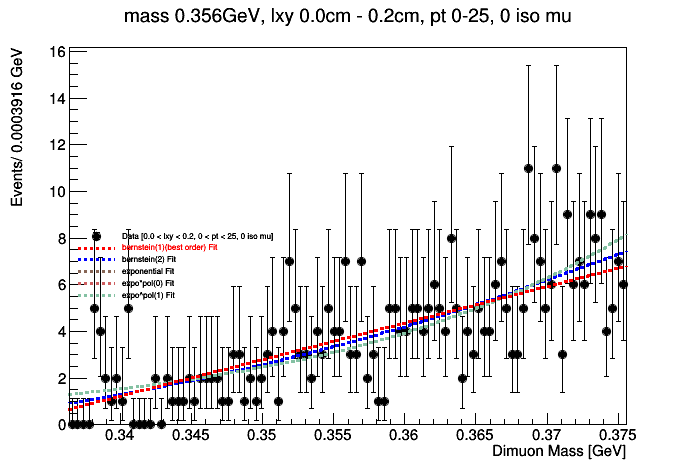 mass 0.356GeV, lxy 0.0cm - 0.2cm, pt 0-25, 0 iso mu
Events/ 0.0003916 GeV
16
14
12
10
8
6
4
2
0
Data [0.0 < lxy < 0.2, 0 < pt < 25, 0 iso mu]
bernstein(1)(best order) Fit
bernstein(2) Fit
exponential Fit
expo*pol(0) Fit
expo*pol(1) Fit
0.34 0.345 0.35 0.355 0.36 0.365 0.37 0.375
Dimuon Mass [GeV]